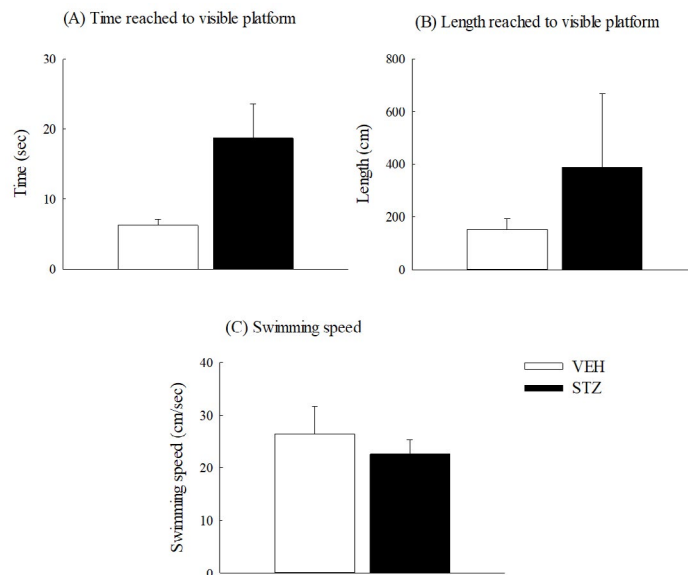 (A) Time reached to visible platform
(B) Length reached to visible platform
30
20
10
0
Time (sec)
800
600
400
200
0
Length (cm)
(C) Swimming speed
40
30
20
10
0
Swimming speed (cm/sec)
VEH
STZ